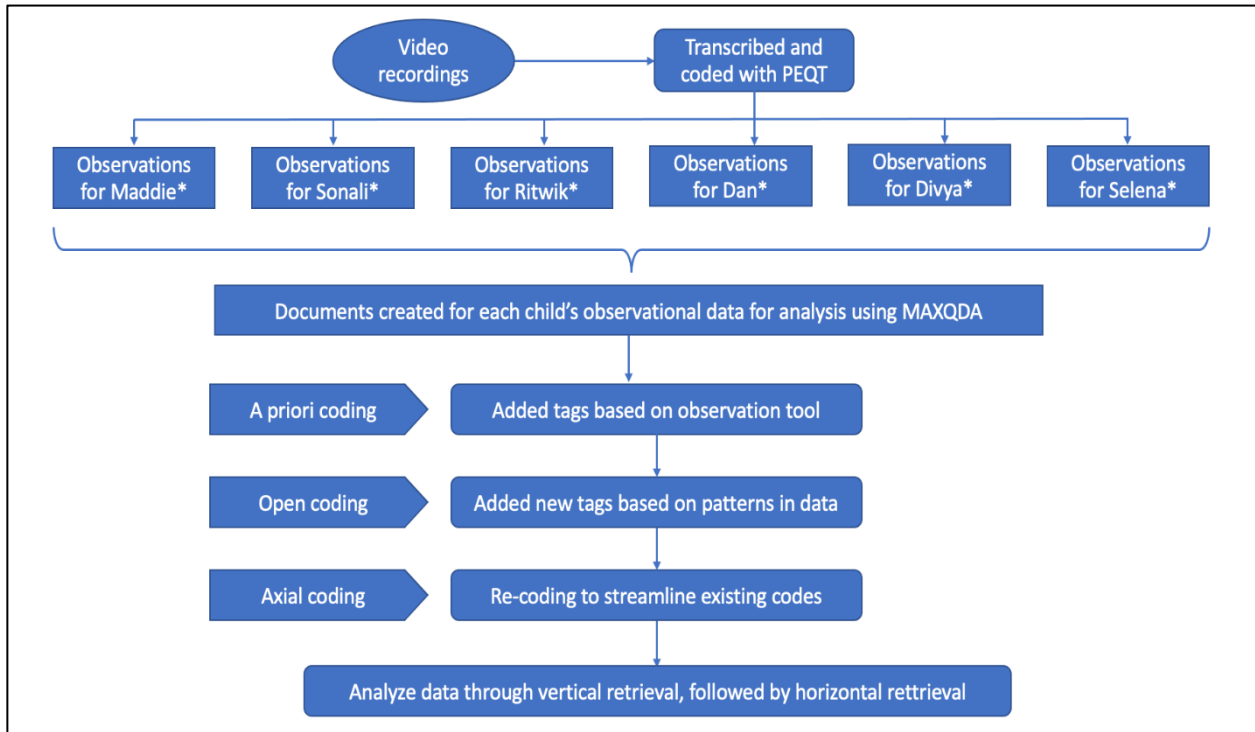 Video
recordings
Transcribed and
coded with PEQT
Observations
for Maddie*
Observations
for Sonali*
Observations
for Ritwik*
Observations
for Dan*
Observations
for Divya*
Observations
for Selena*
Documents created for each child’s observational data for analysis using MAXQDA
A priori coding
Added tags based on observation tool
Open coding
Added new tags based on patterns in data
Axial coding
Re-coding to streamline existing codes
Analyze data through vertical retrieval, followed by horizontal rettrieval